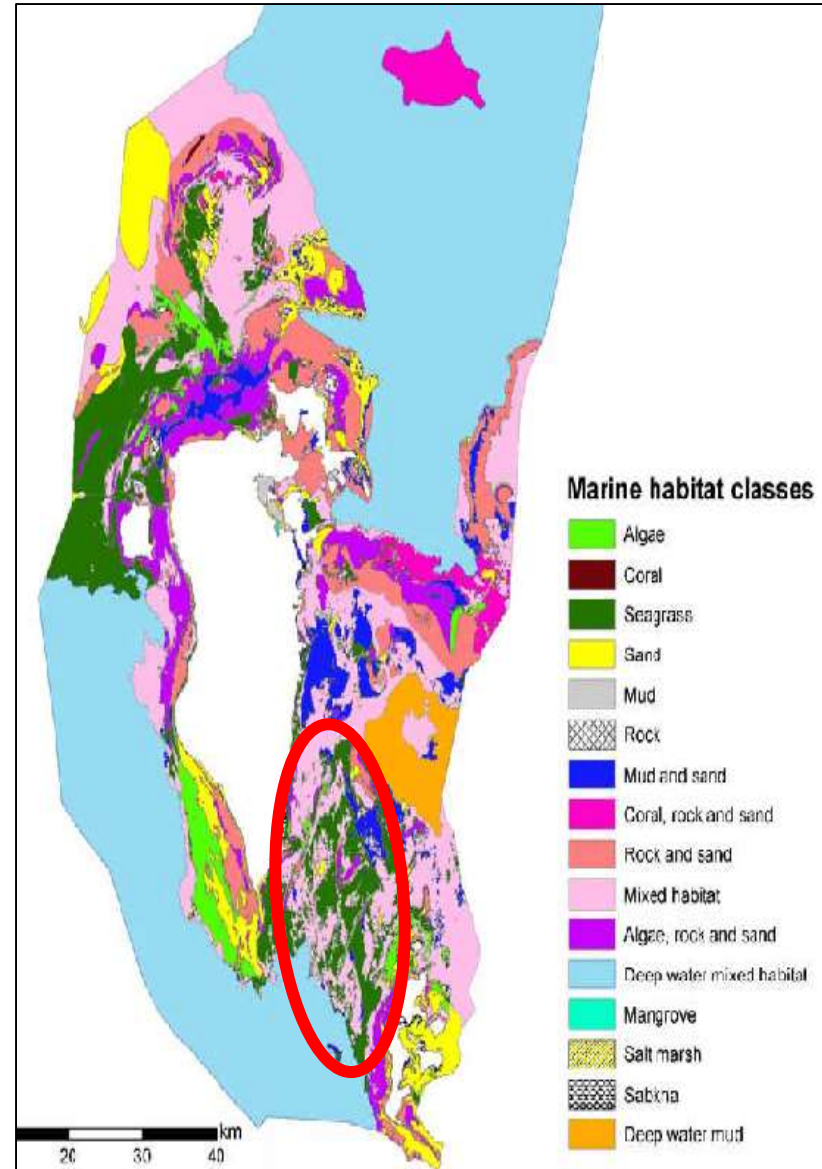 Marine habitat classes
Algae
Coral
Seagrass
Sand
Mud
Rock
Mud and sand
Coral, rock and sand
Rock and sand
Mixed habitat
Algae, rock and sand
Deep water mixed habitat
Mangrove
Salt marsh
Sabkha
Deep water mud
km
20 30 40